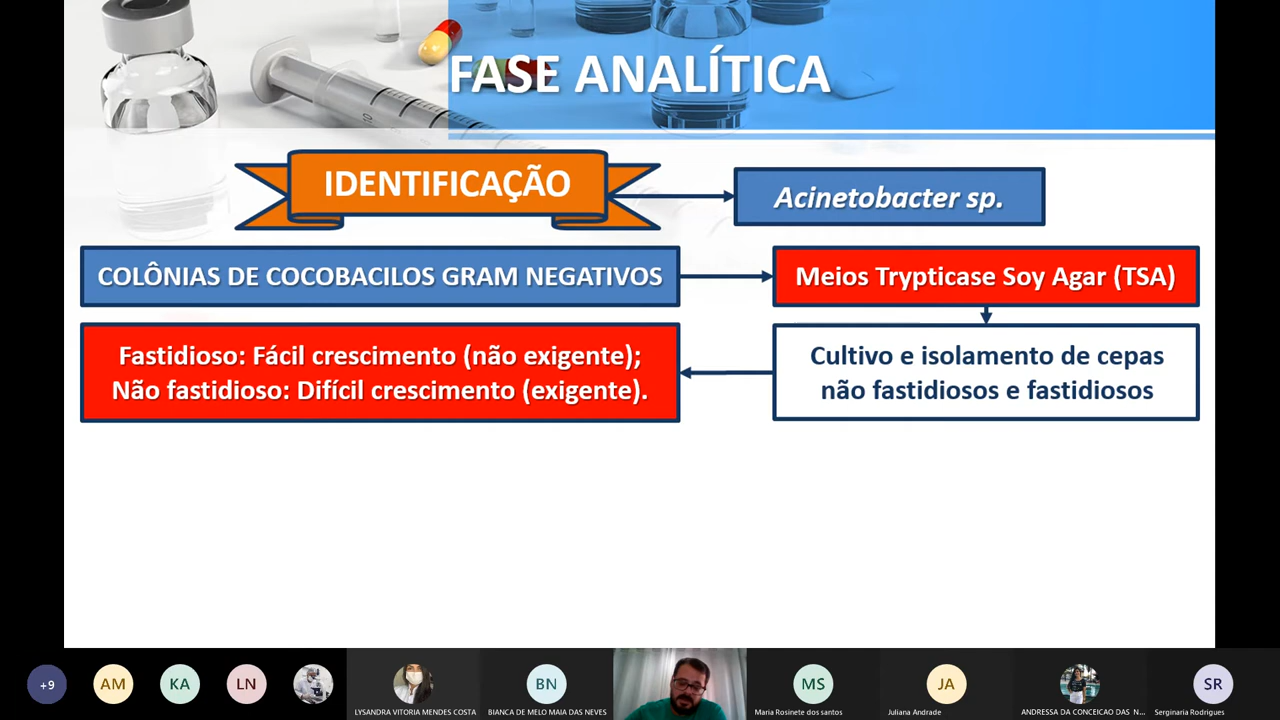 FASE ANALÍTICA
IDENTIFICAÇÃO
Acinetobacter sp.
COLÔNIAS DE COCOBACILOS GRAM NEGATIVOS
Meios Trypticase Soy Agar (TSA)
Fastidioso: Fácil crescimento (não exigente);
Não fastidioso: Difícil crescimento (exigente).
Cultivo e isolamento de cepas
não fastidiosos e fastidiosos
+9
AM
KA
LN
BN
MS
JA
SR
LYSANDRA VITORIA MENDES COSTA
BIANCA DE MELO MAIA DAS NEVES
Maria Rosinete dos santos
Juliana Andrade
ANDRESSA DA CONCEICAO DAS N...
Serginaria Rodrigues